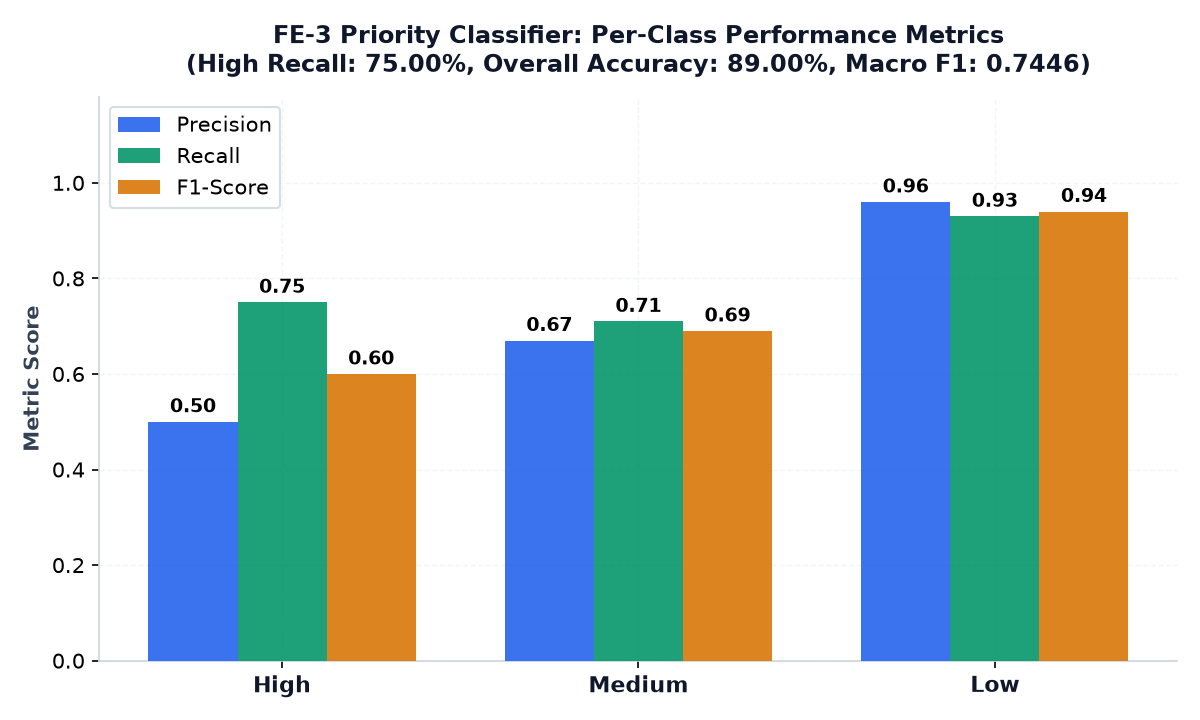 FE-3 Priority Classifier: Per-Class Performance Metrics
(High Recall: 75.00%, Overall Accuracy: 89.00%, Macro F1: 0.7446)
Precision
Recall
F1-Score
Metric Score
1.0
0.8
0.6
0.4
0.2
0.0
0.50
0.75
0.60
0.67
0.71
0.69
0.96
0.93
0.94
High
Medium
Low